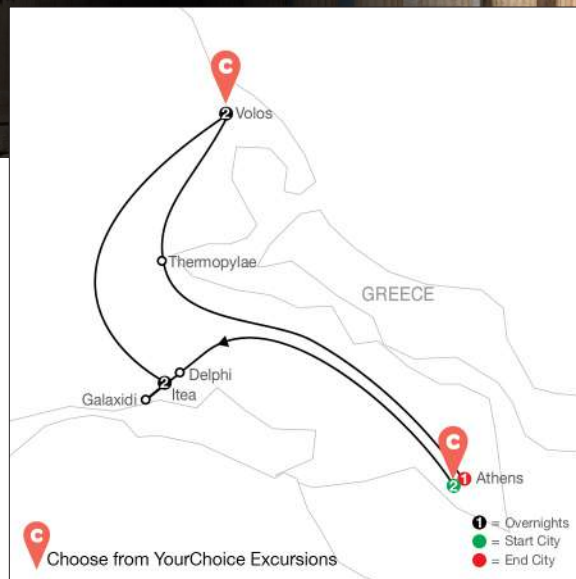 C
2 Volos
Thermopylae
GREECE
Delphi
2
Itea
Galaxidi
C
1 Athens
2
1 = Overnights
= Start City
= End City
C
Choose from YourChoice Excursions